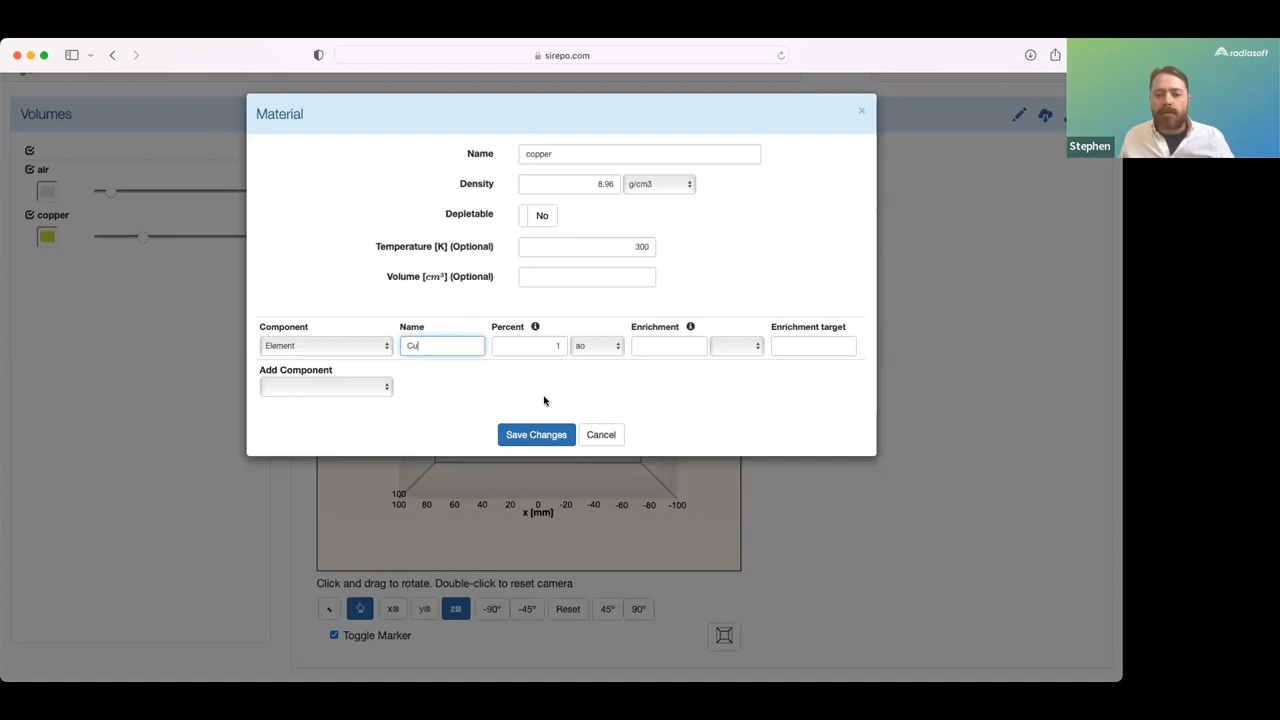 sirepo.com
radiasoft
Stephen
Volumes
air
copper
Material
×
Name copper
Density 8.96 g/cm3
Depletable No
Temperature [K] (Optional) 300
Volume [cm³] (Optional)
Component Name Percent Enrichment Enrichment target
Element Cu 1 ao
Add Component
Save Changes Cancel
100
100 80 60 40 20 0 -20 -40 -60 -80 -100
x [mm]
Click and drag to rotate. Double-click to reset camera
x⊗ y⊗ z⊗ -90° -45° Reset 45° 90°
Toggle Marker